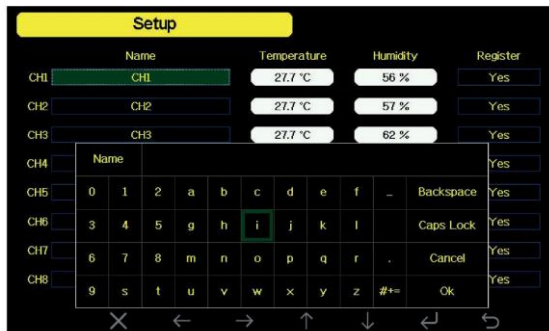 Setup
Name Temperature Humidity Register
CH1 CH1 27.7 °C 56 % Yes
CH2 CH2 27.7 °C 57 % Yes
CH3 CH3 27.7 °C 62 % Yes
CH4 Yes
CH5 Yes
CH6 Yes
CH7 Yes
CH8 Yes
Name
0 1 2 a b c d e f _ Backspace
3 4 5 g h i j k l Caps Lock
6 7 8 m n o p q r . Cancel
9 s t u v w x y z #+= Ok